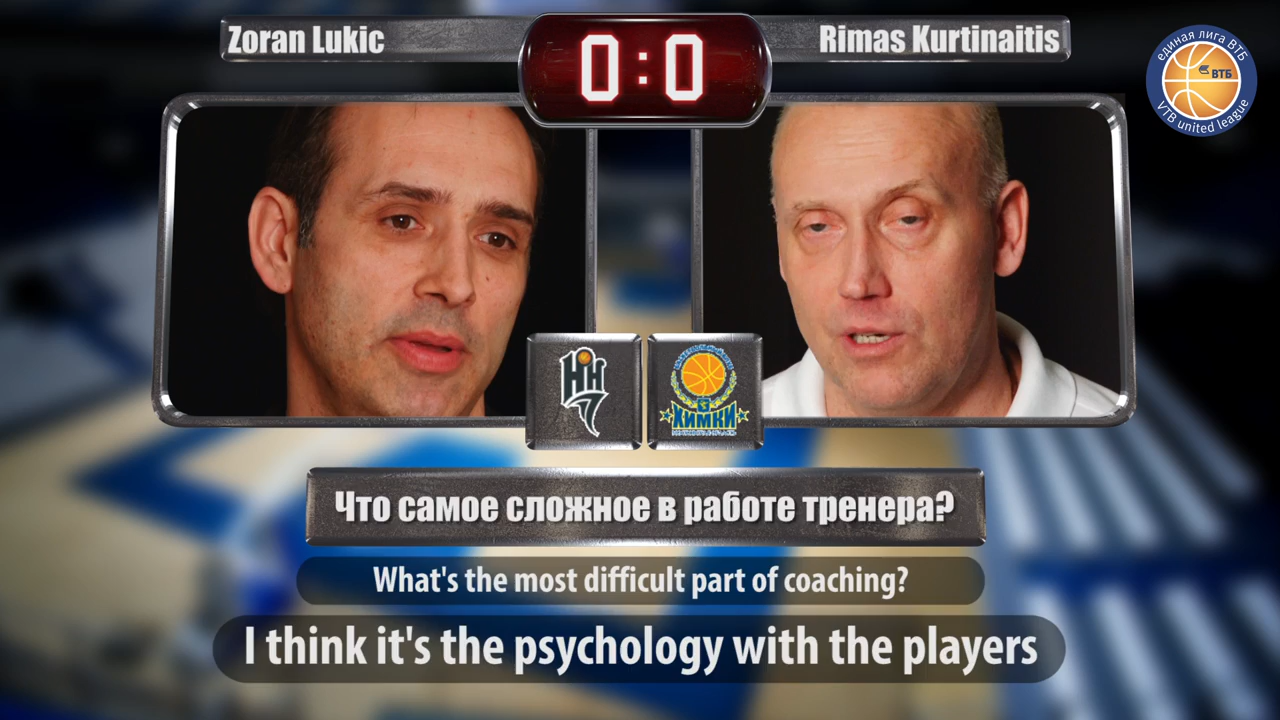 Zoran Lukic
0:0
Rimas Kurtinaitis
единая лига ВТБ
ВТБ
VTB united league
НН
ХИМКИ
Что самое сложное в работе тренера?
What's the most difficult part of coaching?
I think it's the psychology with the players